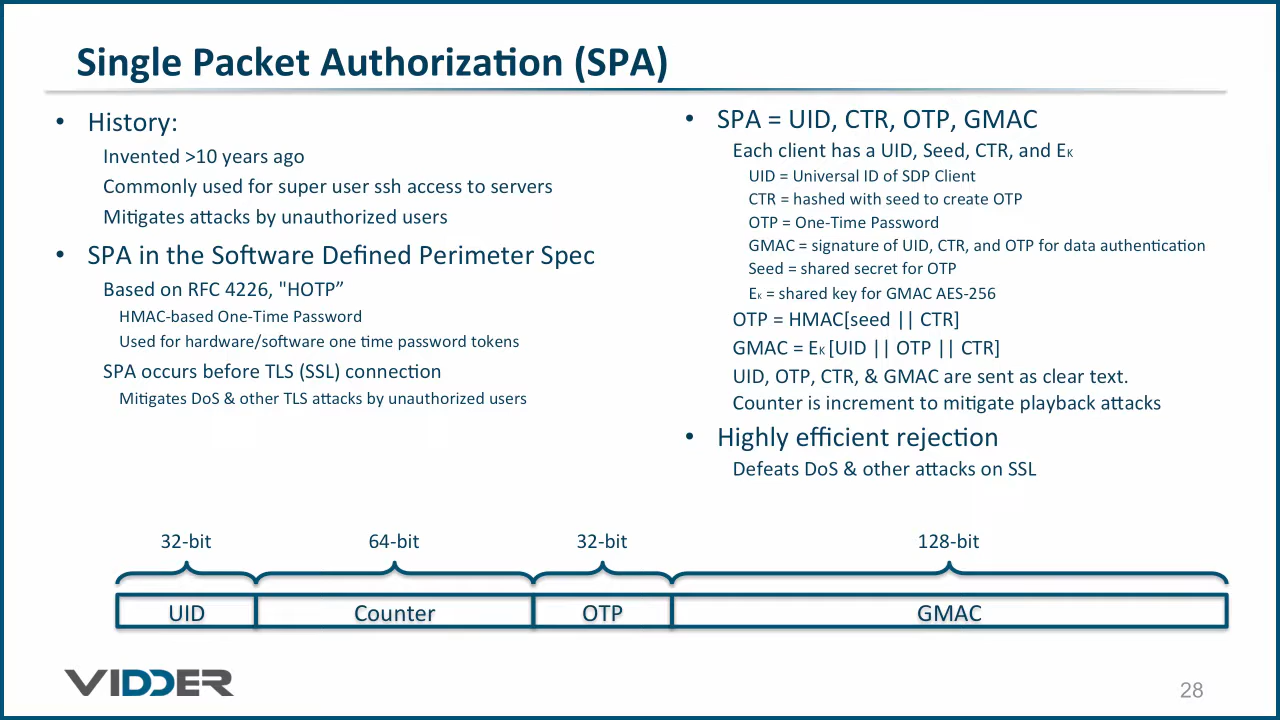 Single Packet Authorization (SPA)
• History:
Invented >10 years ago
Commonly used for super user ssh access to servers
Mitigates attacks by unauthorized users
• SPA in the Software Defined Perimeter Spec
Based on RFC 4226, "HOTP”
HMAC-based One-Time Password
Used for hardware/software one time password tokens
SPA occurs before TLS (SSL) connection
Mitigates DoS & other TLS attacks by unauthorized users
• SPA = UID, CTR, OTP, GMAC
Each client has a UID, Seed, CTR, and EK
UID = Universal ID of SDP Client
CTR = hashed with seed to create OTP
OTP = One-Time Password
GMAC = signature of UID, CTR, and OTP for data authentication
Seed = shared secret for OTP
EK = shared key for GMAC AES-256
OTP = HMAC[seed || CTR]
GMAC = EK [UID || OTP || CTR]
UID, OTP, CTR, & GMAC are sent as clear text.
Counter is increment to mitigate playback attacks
• Highly efficient rejection
Defeats DoS & other attacks on SSL
32-bit 64-bit 32-bit 128-bit
UID Counter OTP GMAC
VIDDER
28